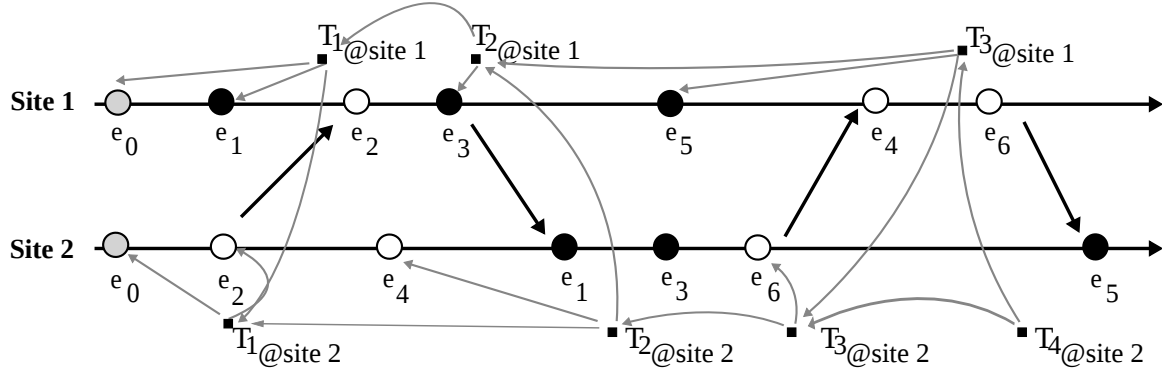 T1@site 1 T2@site 1 T3@site 1
Site 1
e0 e1 e2 e3 e5 e4 e6
Site 2
e0 e2 e4 e1 e3 e6 e5
T1@site 2 T2@site 2 T3@site 2 T4@site 2